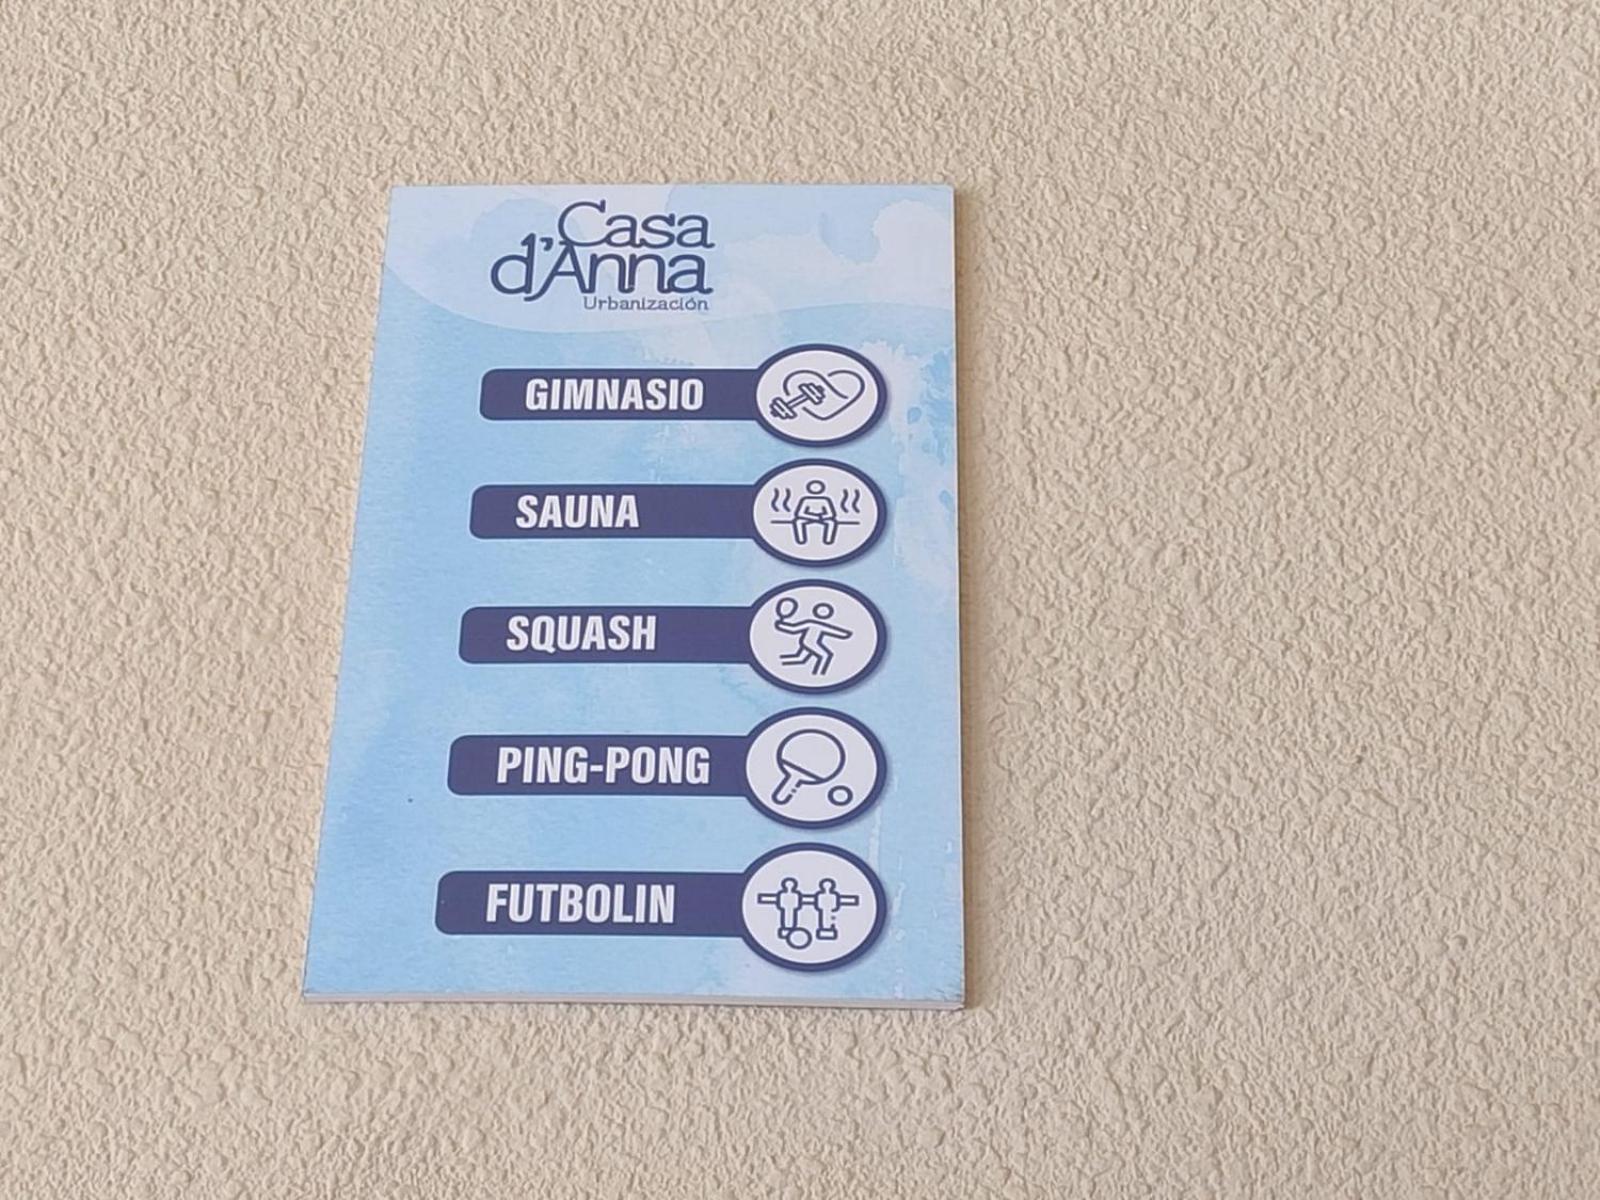 Casa
d'Anna
Urbanización
GIMNASIO
SAUNA
SQUASH
PING-PONG
FUTBOLIN